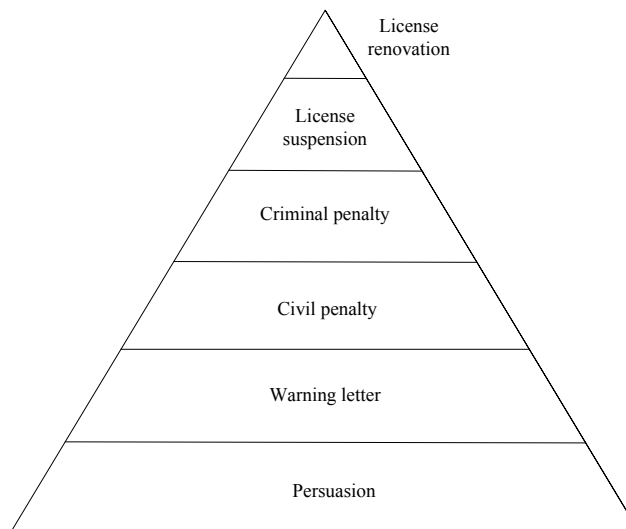 License
renovation
License
suspension
Criminal penalty
Civil penalty
Warning letter
Persuasion